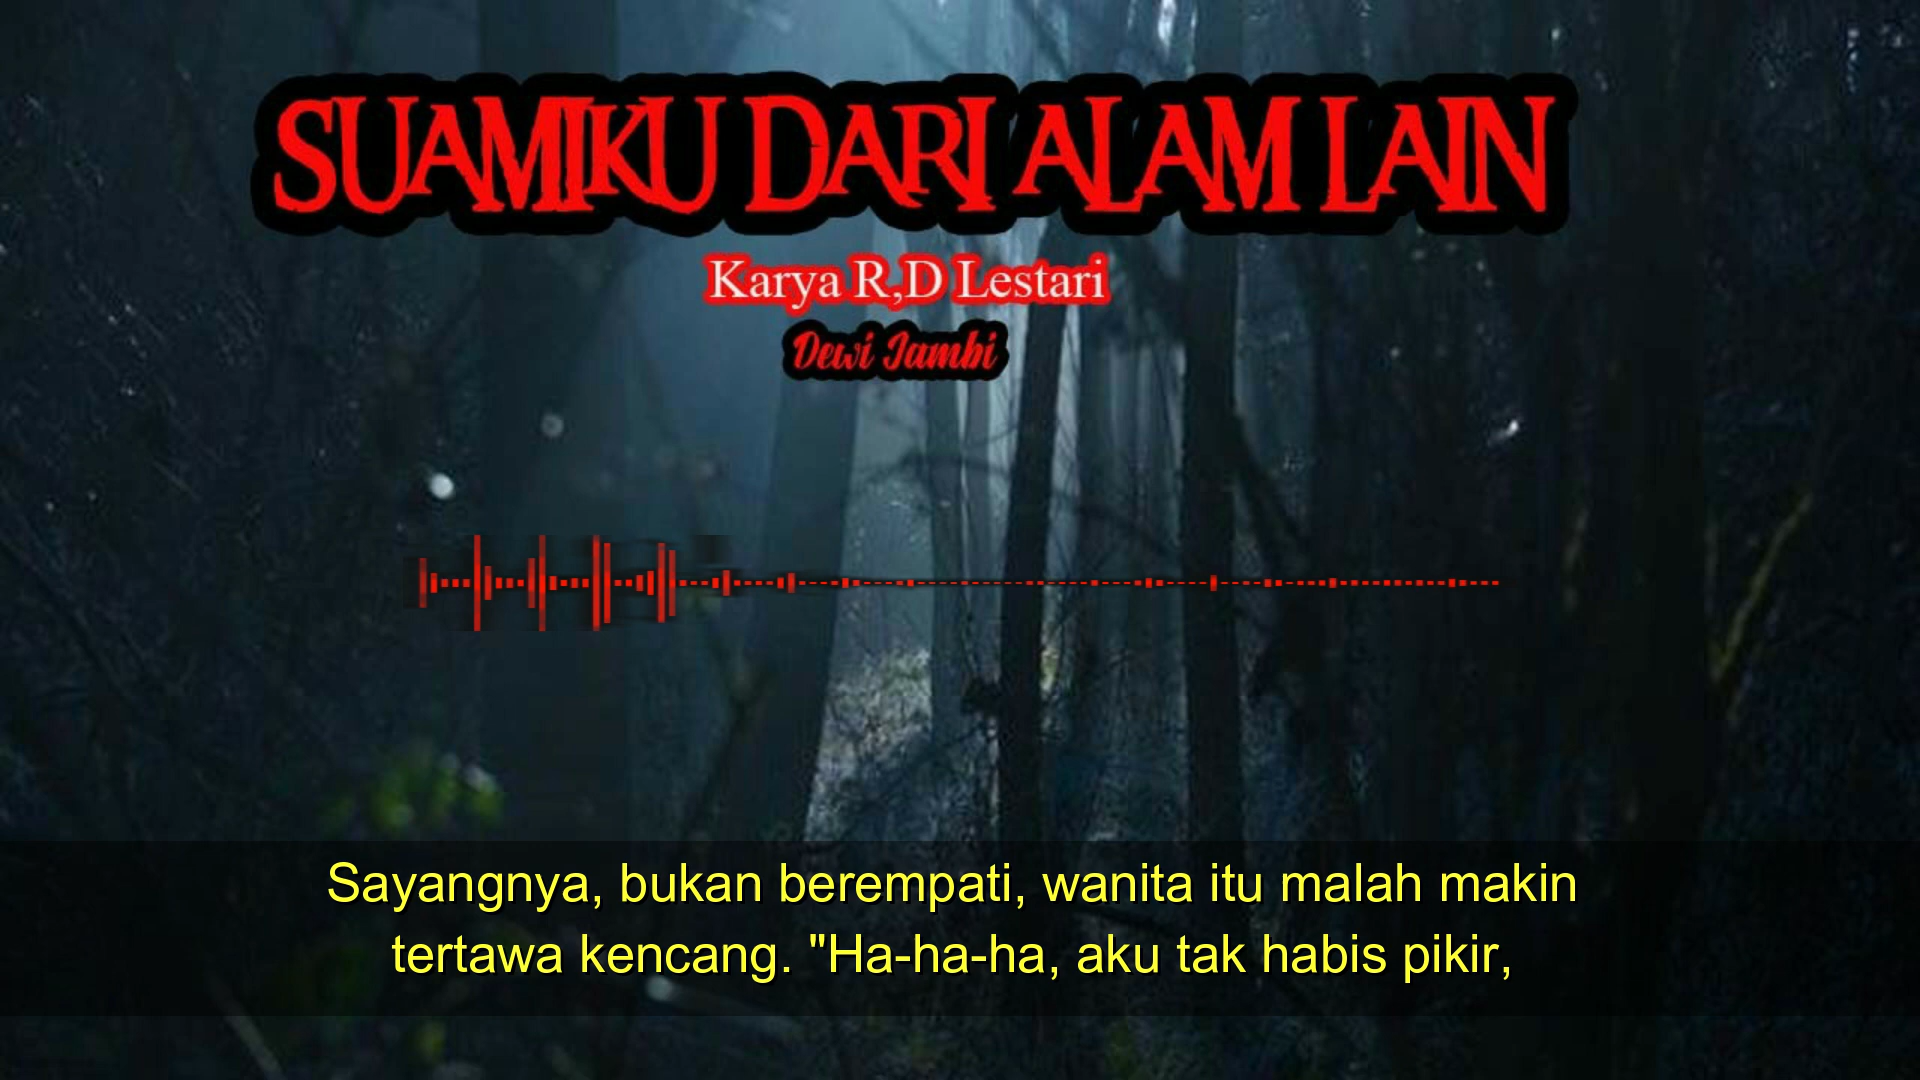 SUAMIKU DARI ALAM LAIN
Karya R,D Lestari
Dewi Jambi
Sayangnya, bukan berempati, wanita itu malah makin
tertawa kencang. "Ha-ha-ha, aku tak habis pikir,